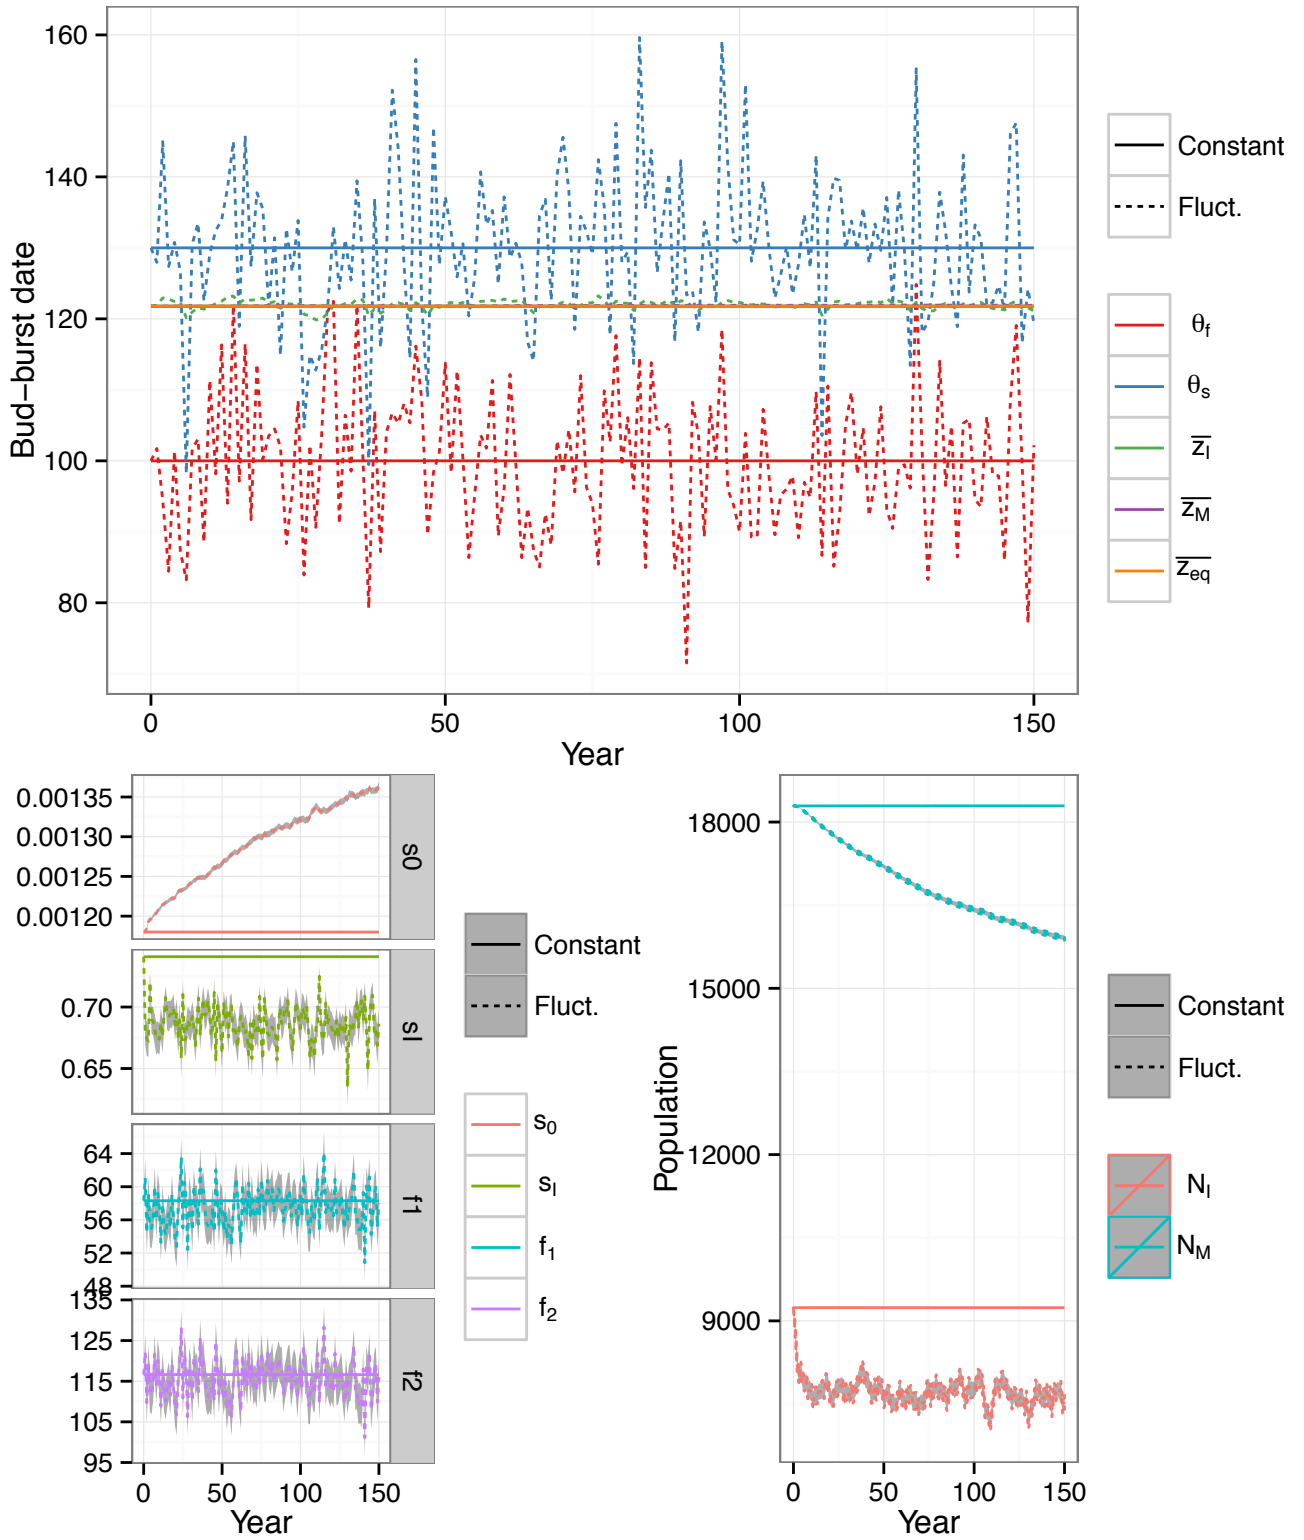 160
140
120
100
80
Bud−burst date
0
50
100
150
Year
Constant
Fluct.
θf
θs
zI
zM
zeq
0.00135
0.00130
0.00125
0.00120
s0
0.70
0.65
sI
64
60
56
52
48
f1
135
125
115
105
95
f2
0
50
100
150
Year
Constant
Fluct.
s0
sI
f1
f2
18000
15000
12000
9000
Population
0
50
100
150
Year
Constant
Fluct.
NI
NM